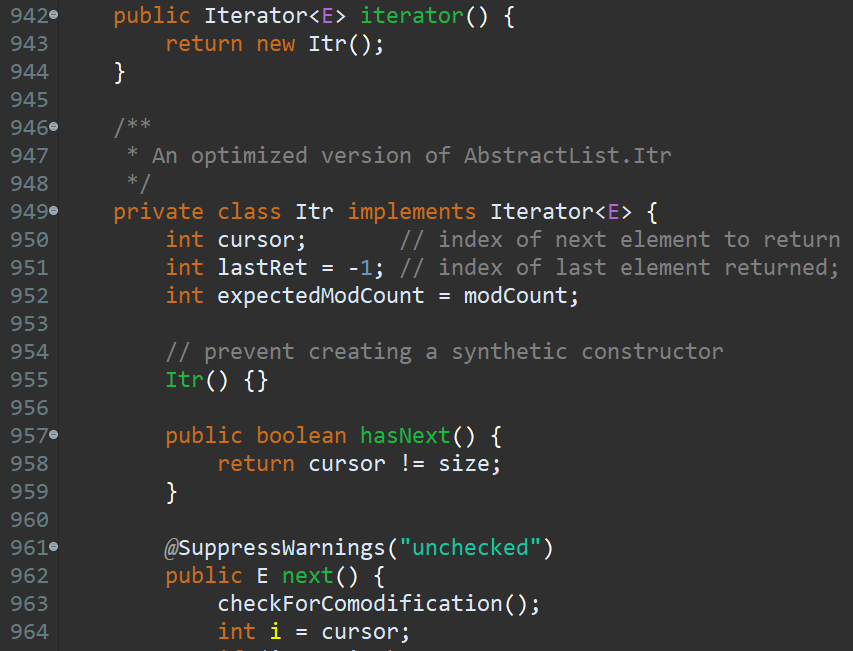 942 public Iterator<E> iterator() {
943 return new Itr();
944 }
945
946 /**
947 * An optimized version of AbstractList.Itr
948 */
949 private class Itr implements Iterator<E> {
950 int cursor;       // index of next element to return
951 int lastRet = -1; // index of last element returned;
952 int expectedModCount = modCount;
953
954 // prevent creating a synthetic constructor
955 Itr() {}
956
957 public boolean hasNext() {
958 return cursor != size;
959 }
960
961 @SuppressWarnings("unchecked")
962 public E next() {
963 checkForComodification();
964 int i = cursor;